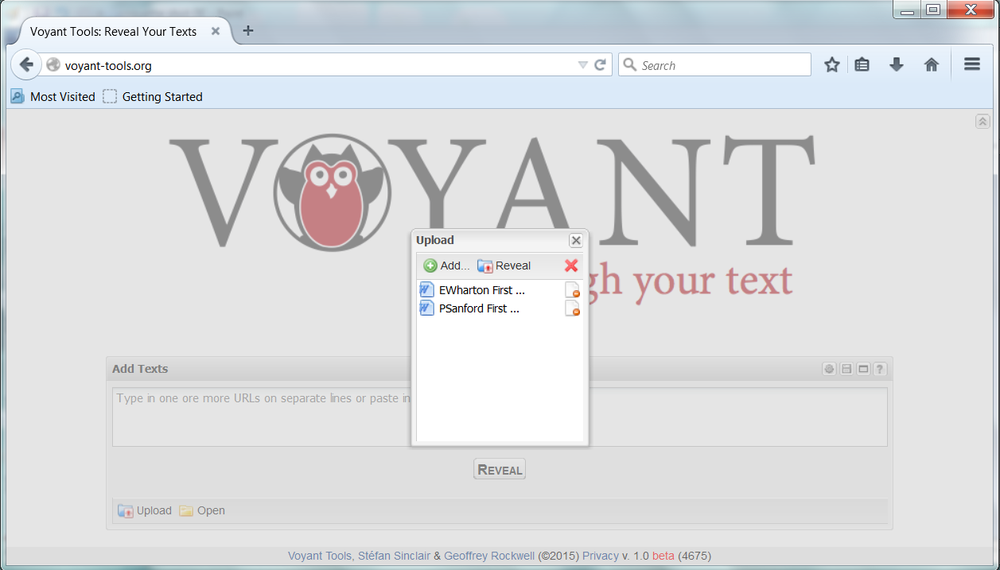 Voyant Tools: Reveal Your Texts
voyant-tools.org
Search
Most Visited
Getting Started
VOYANT
gh your text
Upload
Add...
Reveal
EWharton First ...
PSanford First ...
Add Texts
Type in one ore more URLs on separate lines or paste in
REVEAL
Upload
Open
Voyant Tools, Stéfan Sinclair & Geoffrey Rockwell (©2015) Privacy v. 1.0 beta (4675)